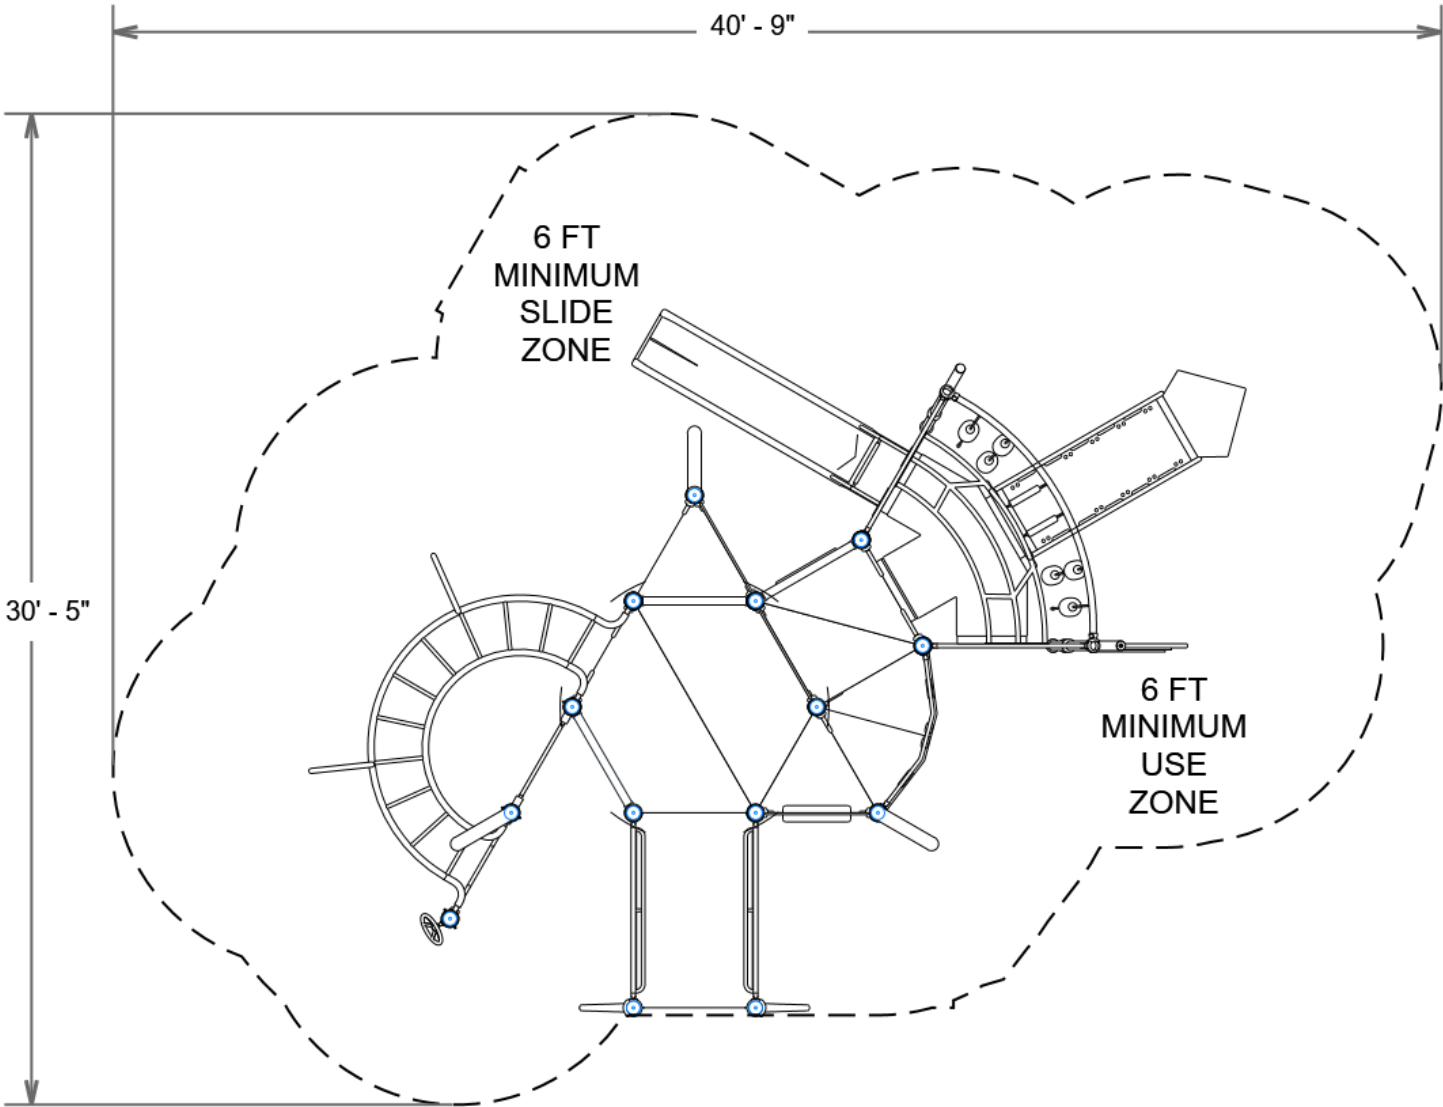 40' - 9"
6 FT
MINIMUM
SLIDE
ZONE
30' - 5"
6 FT
MINIMUM
USE
ZONE